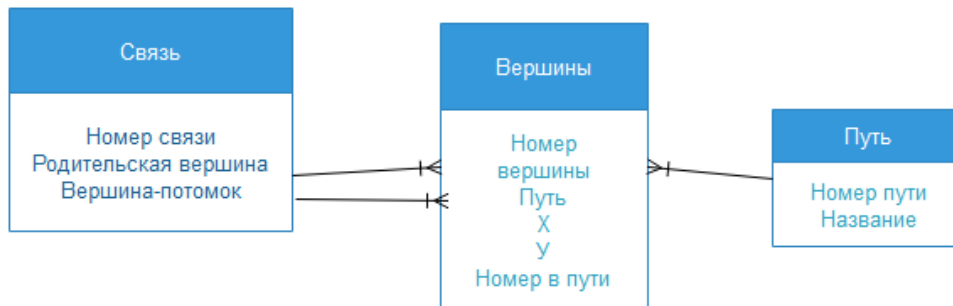 Связь
Номер связи
Родительская вершина
Вершина-потомок
Вершины
Номер
вершины
Путь
Х
У
Номер в пути
Путь
Номер пути
Название